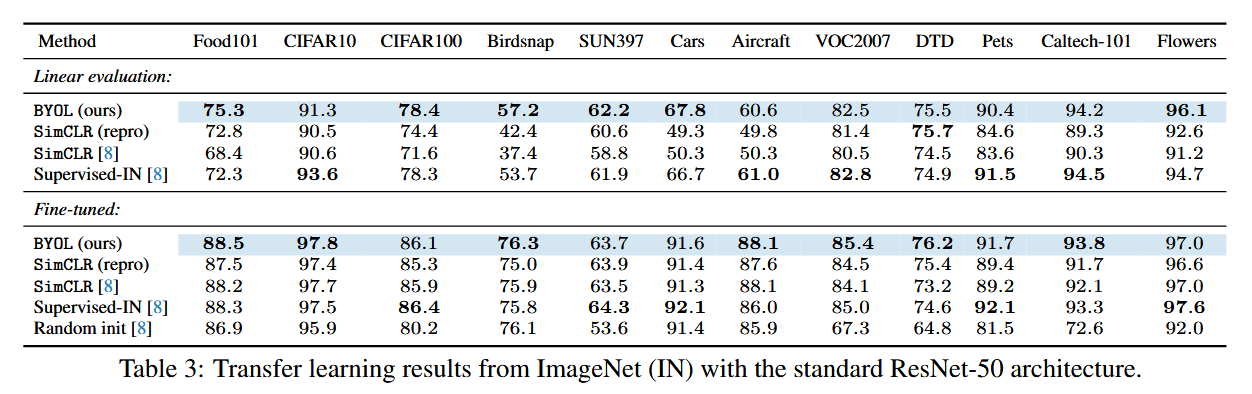 Method Food101 CIFAR10 CIFAR100 Birdsnap SUN397 Cars Aircraft VOC2007 DTD Pets Caltech-101 Flowers
Linear evaluation:
BYOL (ours) 75.3 91.3 78.4 57.2 62.2 67.8 60.6 82.5 75.5 90.4 94.2 96.1
SimCLR (repro) 72.8 90.5 74.4 42.4 60.6 49.3 49.8 81.4 75.7 84.6 89.3 92.6
SimCLR [8] 68.4 90.6 71.6 37.4 58.8 50.3 50.3 80.5 74.5 83.6 90.3 91.2
Supervised-IN [8] 72.3 93.6 78.3 53.7 61.9 66.7 61.0 82.8 74.9 91.5 94.5 94.7
Fine-tuned:
BYOL (ours) 88.5 97.8 86.1 76.3 63.7 91.6 88.1 85.4 76.2 91.7 93.8 97.0
SimCLR (repro) 87.5 97.4 85.3 75.0 63.9 91.4 87.6 84.5 75.4 89.4 91.7 96.6
SimCLR [8] 88.2 97.7 85.9 75.9 63.5 91.3 88.1 84.1 73.2 89.2 92.1 97.0
Supervised-IN [8] 88.3 97.5 86.4 75.8 64.3 92.1 86.0 85.0 74.6 92.1 93.3 97.6
Random init [8] 86.9 95.9 80.2 76.1 53.6 91.4 85.9 67.3 64.8 81.5 72.6 92.0
Table 3: Transfer learning results from ImageNet (IN) with the standard ResNet-50 architecture.